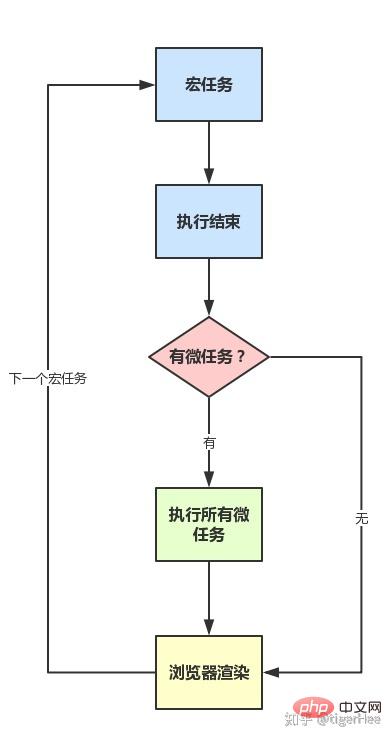 宏任务
执行结束
有微任务？
下一个宏任务
有
执行所有微
任务
无
浏览器渲染
php 中文网
知乎 @tigerHee